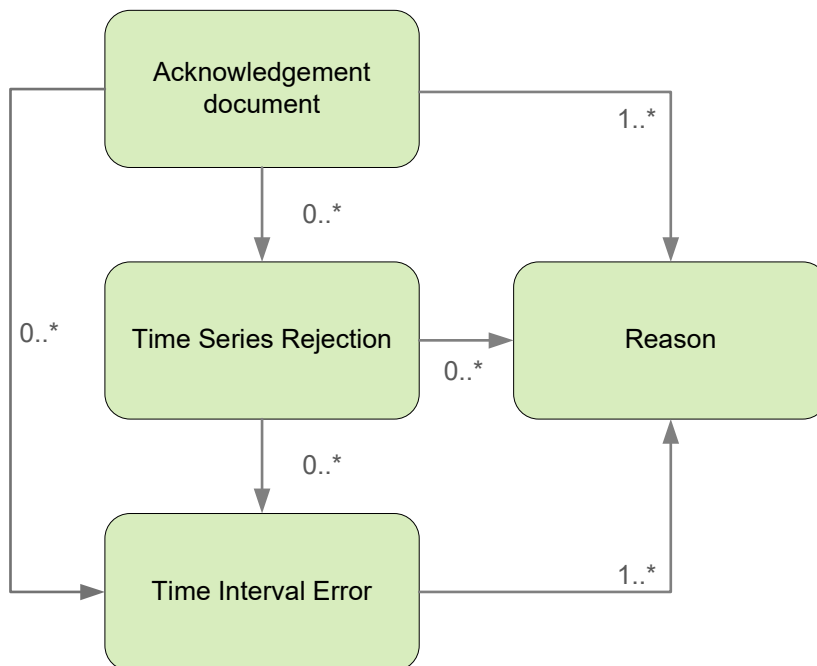 Acknowledgement
document
1..*
0..*
0..*
Time Series Rejection
0..*
Reason
0..*
Time Interval Error
1..*